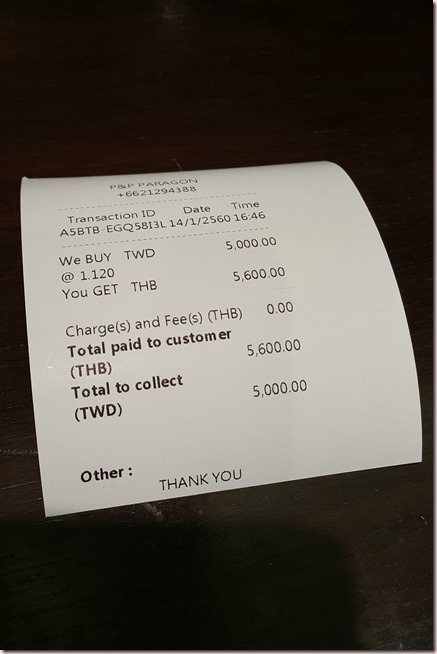 P&P PARAGON
+6621294388
Transaction ID Date Time
A5BTB-EGQ58I3L 14/1/2560 16:46
We BUY TWD 5,000.00
@ 1.120
You GET THB 5,600.00
Charge(s) and Fee(s) (THB) 0.00
Total paid to customer
(THB) 5,600.00
Total to collect
(TWD) 5,000.00
Other :
THANK YOU